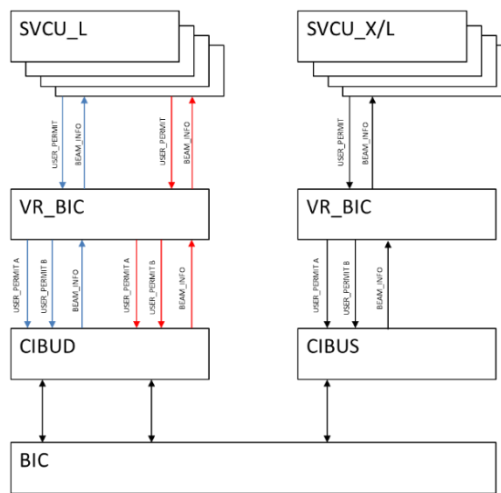 SVCU_L
SVCU_X/L
USER_PERMIT
BEAM_INFO
USER_PERMIT
BEAM_INFO
USER_PERMIT
BEAM_INFO
VR_BIC
VR_BIC
USER_PERMIT A
USER_PERMIT B
BEAM_INFO
USER_PERMIT A
USER_PERMIT B
BEAM_INFO
USER_PERMIT A
USER_PERMIT B
BEAM_INFO
CIBUD
CIBUS
BIC